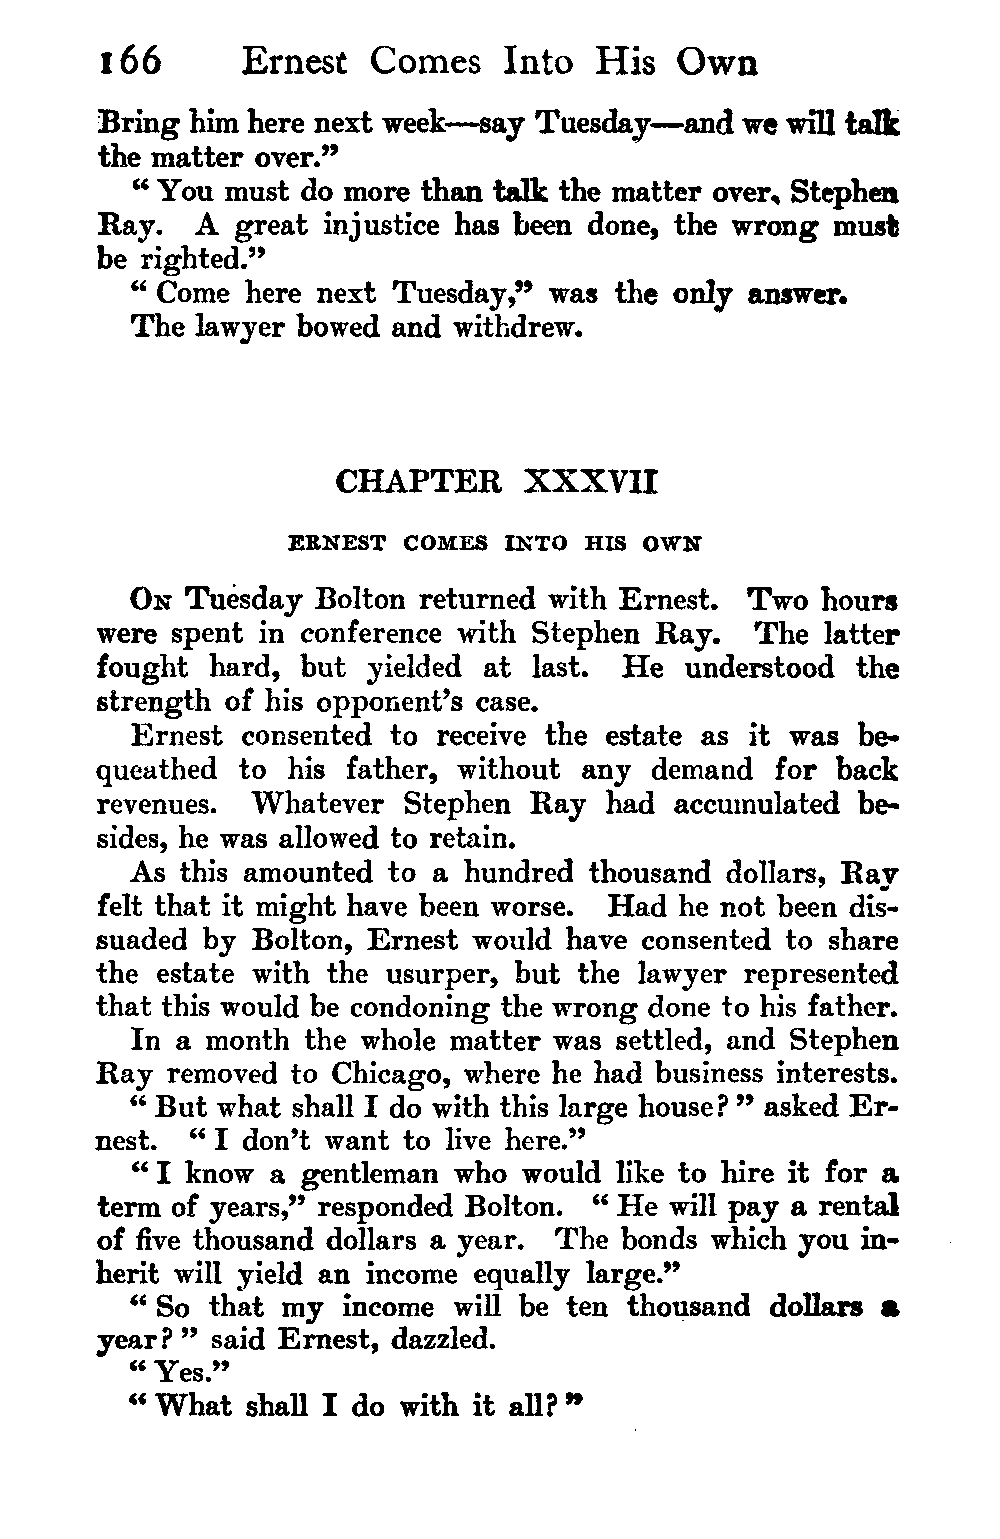 166 Ernest Comes Into His Own
Bring him here next week—say Tuesday—and we will talk
the matter over."
"You must do more than talk the matter over, Stephen
Ray. A great injustice has been done, the wrong must
be righted."
"Come here next Tuesday," was the only answer.
The lawyer bowed and withdrew.
CHAPTER XXXVII
ERNEST COMES INTO HIS OWN
ON Tuesday Bolton returned with Ernest. Two hours
were spent in conference with Stephen Ray. The latter
fought hard, but yielded at last. He understood the
strength of his opponent's case.
Ernest consented to receive the estate as it was be-
queathed to his father, without any demand for back
revenues. Whatever Stephen Ray had accumulated be-
sides, he was allowed to retain.
As this amounted to a hundred thousand dollars, Ray
felt that it might have been worse. Had he not been dis-
suaded by Bolton, Ernest would have consented to share
the estate with the usurper, but the lawyer represented
that this would be condoning the wrong done to his father.
In a month the whole matter was settled, and Stephen
Ray removed to Chicago, where he had business interests.
"But what shall I do with this large house?" asked Er-
nest. "I don't want to live here."
"I know a gentleman who would like to hire it for a
term of years," responded Bolton. "He will pay a rental
of five thousand dollars a year. The bonds which you in-
herit will yield an income equally large."
"So that my income will be ten thousand dollars a
year?" said Ernest, dazzled.
"Yes."
"What shall I do with it all?"